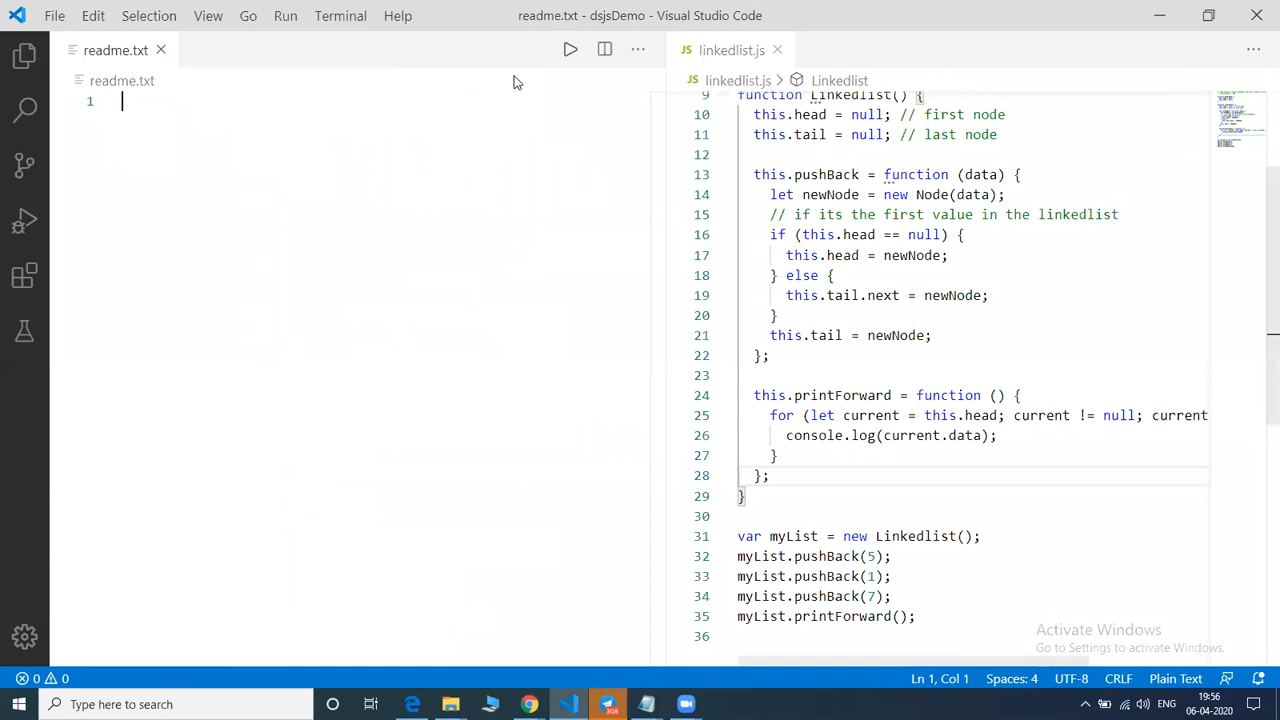 File Edit Selection View Go Run Terminal Help
readme.txt - dsjsDemo - Visual Studio Code
readme.txt
JS linkedlist.js
readme.txt
JS linkedlist.js > Linkedlist
1
9 function Linkedlist() {
10 this.head = null; // first node
11 this.tail = null; // last node
12
13 this.pushBack = function (data) {
14 let newNode = new Node(data);
15 // if its the first value in the linkedlist
16 if (this.head == null) {
17 this.head = newNode;
18 } else {
19 this.tail.next = newNode;
20 }
21 this.tail = newNode;
22 };
23
24 this.printForward = function () {
25 for (let current = this.head; current != null; current
26 console.log(current.data);
27 }
28 };
29 }
30
31 var myList = new Linkedlist();
32 myList.pushBack(5);
33 myList.pushBack(1);
34 myList.pushBack(7);
35 myList.printForward();
36
Activate Windows
Go to Settings to activate Windows.
0 0
Ln 1, Col 1 Spaces: 4 UTF-8 CRLF Plain Text
Type here to search
ENG
19:56
06-04-2020